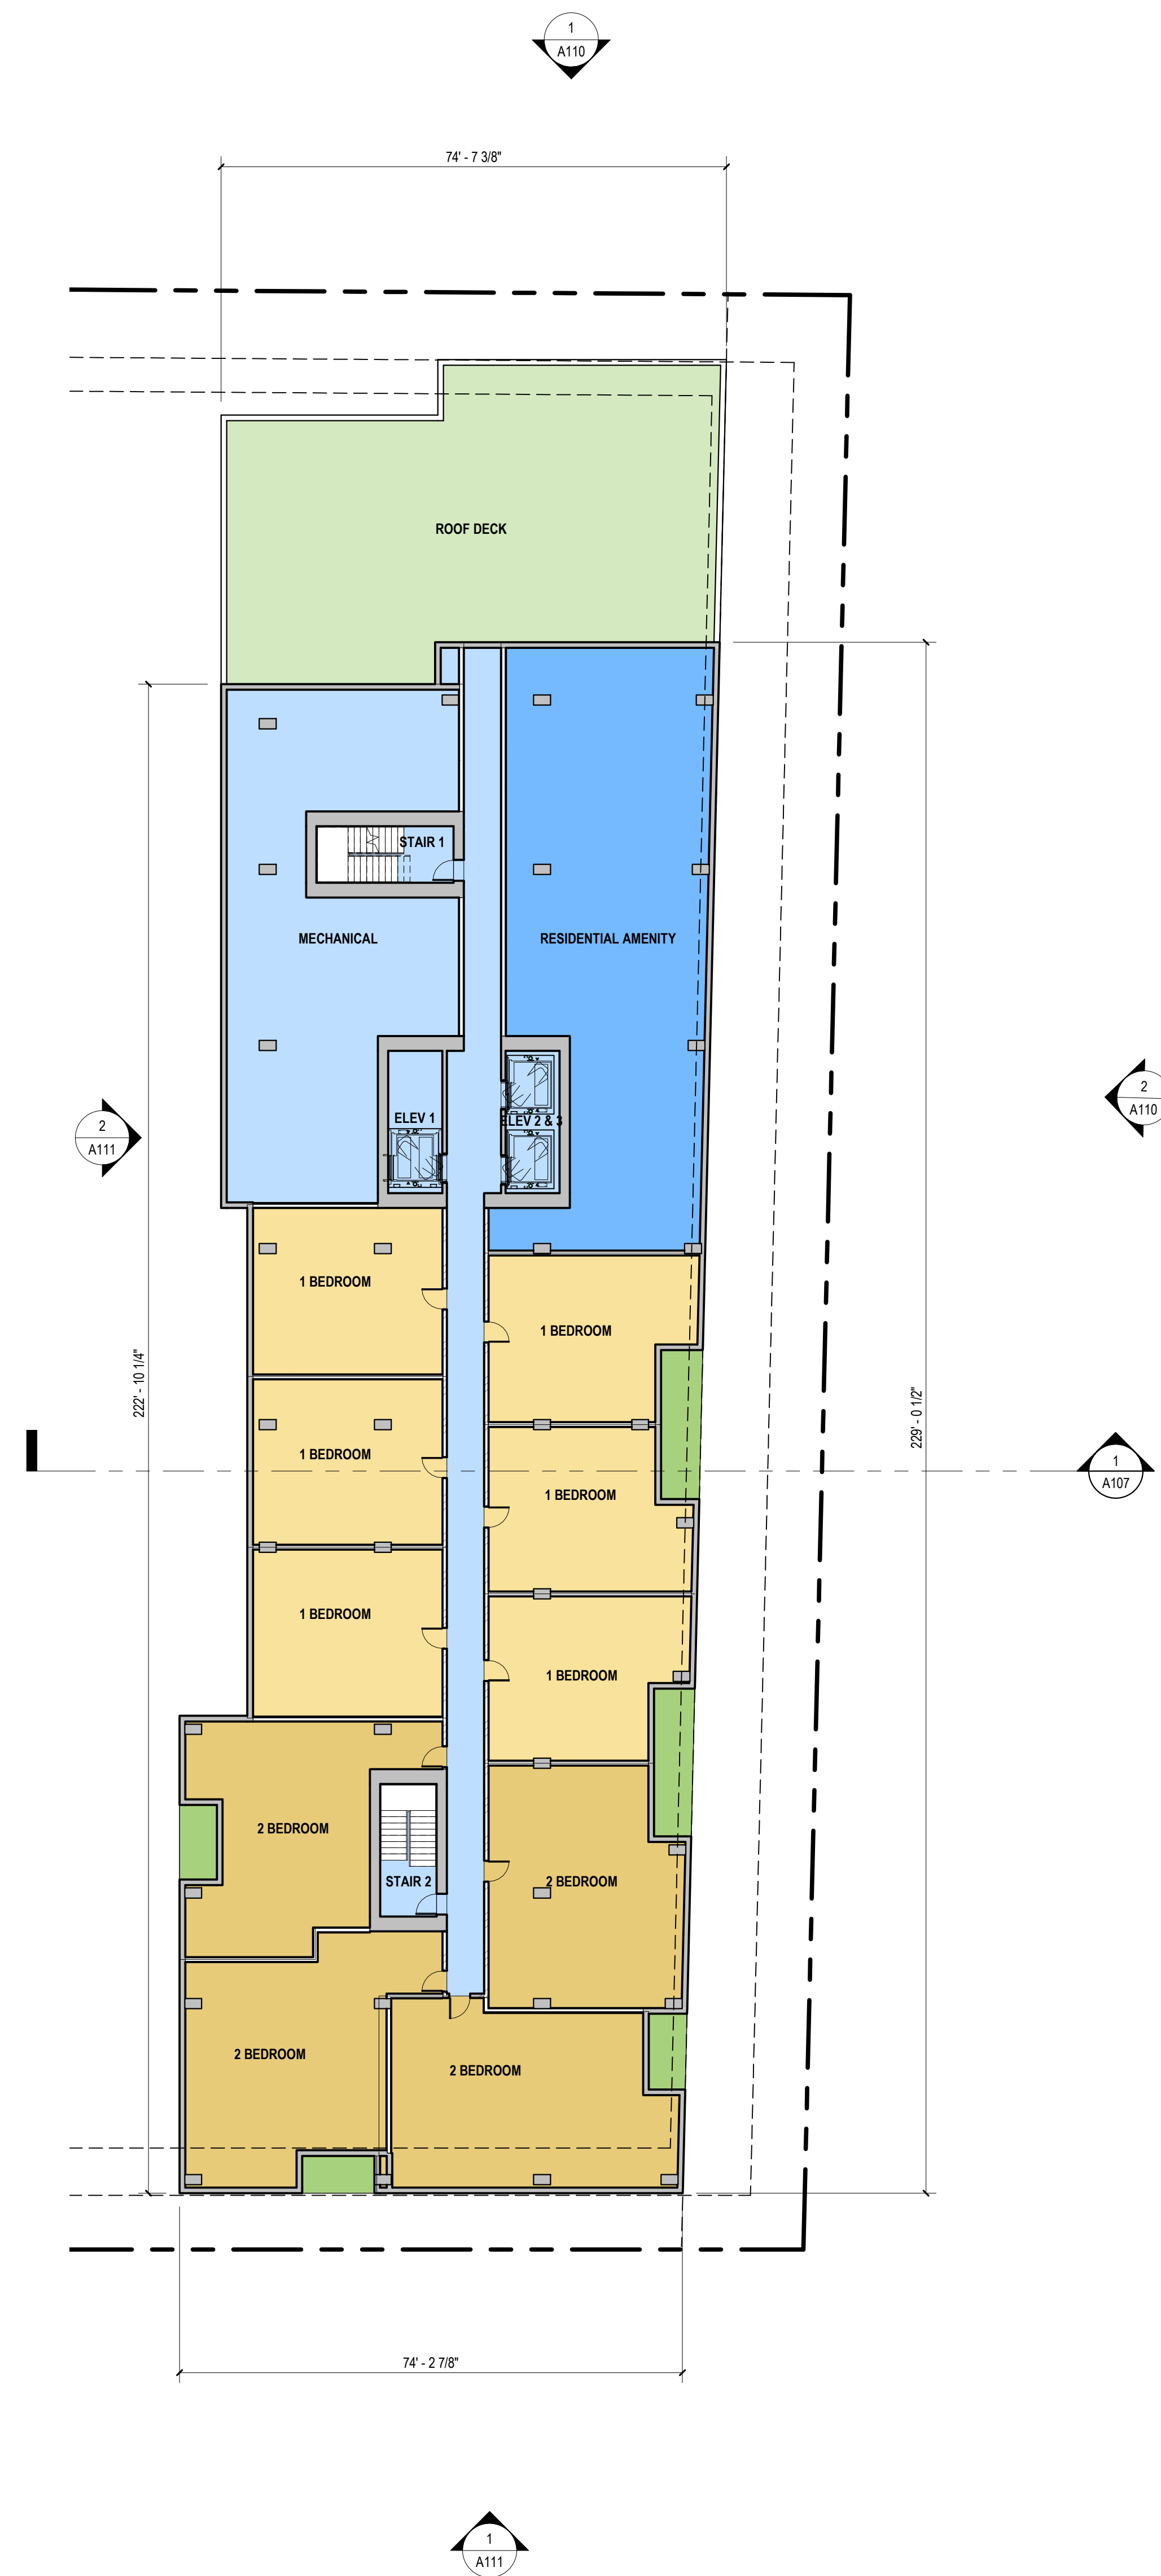 1
A110
74' - 7 3/8"
ROOF DECK
STAIR 1
MECHANICAL
RESIDENTIAL AMENITY
2
A110
ELEV 1
ELEV 2 & 3
2
A111
1 BEDROOM
1 BEDROOM
222' - 10 1/4"
229' - 0 1/2"
1 BEDROOM
1
A107
1 BEDROOM
1 BEDROOM
1 BEDROOM
2 BEDROOM
STAIR 2
2 BEDROOM
2 BEDROOM
2 BEDROOM
74' - 2 7/8"
1
A111